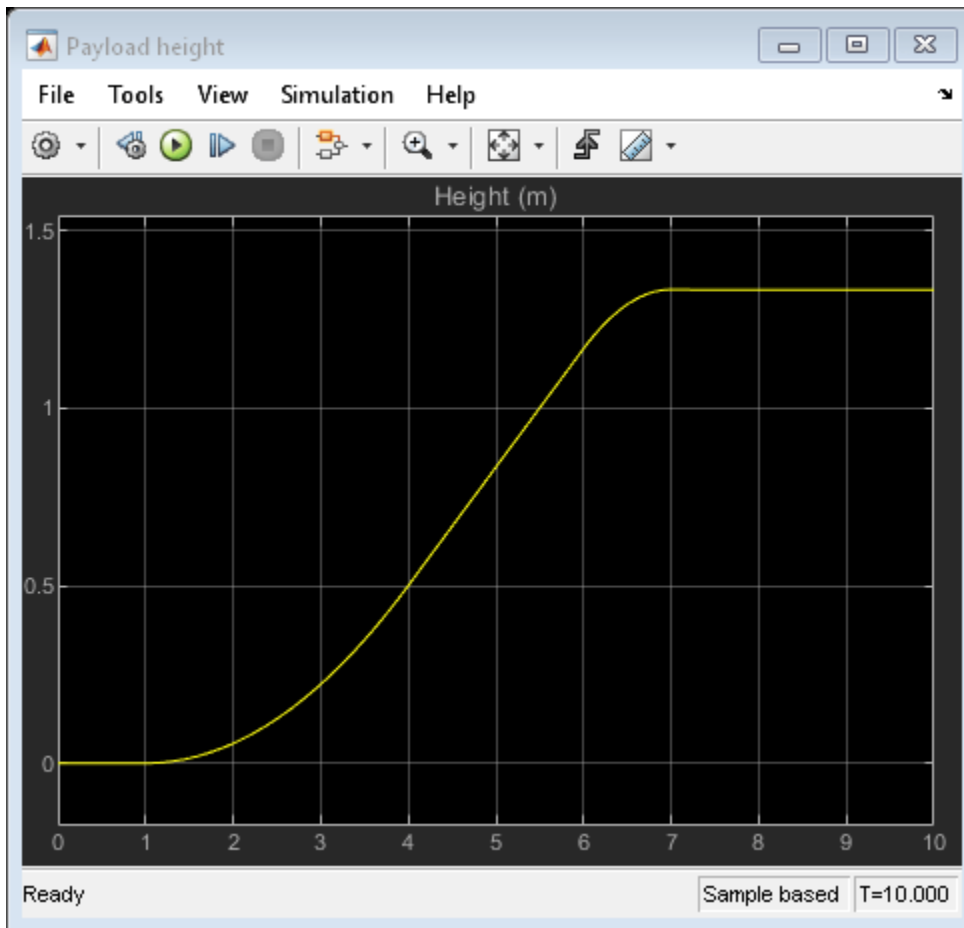 Payload height
File Tools View Simulation Help
Height (m)
1.5
1
0.5
0
0 1 2 3 4 5 6 7 8 9 10
Ready Sample based T=10.000